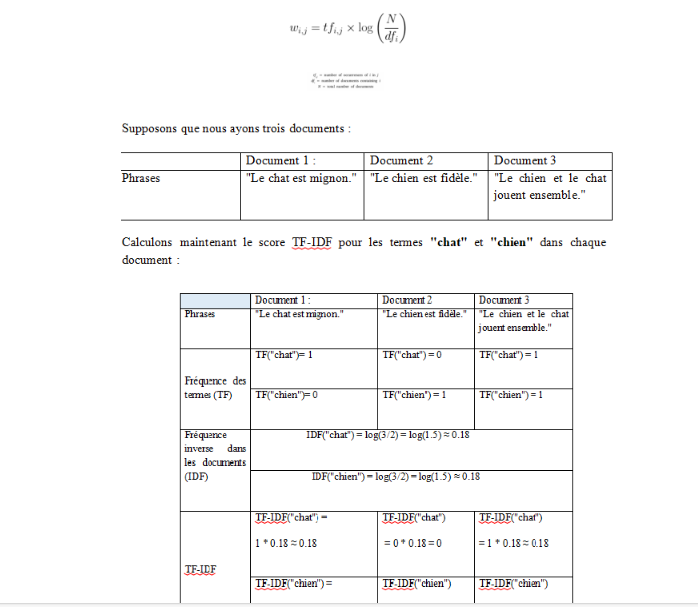 w_{i,j} = tf_{i,j} × log (N / df_i)
Supposons que nous ayons trois documents :
Document 1 : Document 2 Document 3
Phrases "Le chat est mignon." "Le chien est fidèle." "Le chien et le chat
jouent ensemble."
Calculons maintenant le score TF-IDF pour les termes "chat" et "chien" dans chaque
document :
Document 1 : Document 2 Document 3
Phrases "Le chat est mignon." "Le chien est fidèle." "Le chien et le chat
jouent ensemble."
TF("chat")= 1 TF("chat") = 0 TF("chat") = 1
Fréquence des
termes (TF) TF("chien")= 0 TF("chien") = 1 TF("chien") = 1
Fréquence IDF("chat") = log(3/2) = log(1.5) ≈ 0.18
inverse dans
les documents
(IDF) IDF("chien") = log(3/2) = log(1.5) ≈ 0.18
TF-IDF("chat") = TF-IDF("chat") TF-IDF("chat")
1 * 0.18 ≈ 0.18 = 0 * 0.18 = 0 = 1 * 0.18 ≈ 0.18
TF-IDF
TF-IDF("chien") = TF-IDF("chien") TF-IDF("chien")